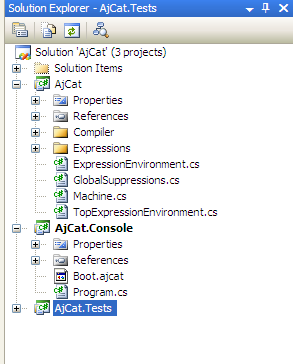 Solution Explorer - AjCat.Tests
Solution 'AjCat' (3 projects)
Solution Items
AjCat
Properties
References
Compiler
Expressions
ExpressionEnvironment.cs
GlobalSuppressions.cs
Machine.cs
TopExpressionEnvironment.cs
AjCat.Console
Properties
References
Boot.ajcat
Program.cs
AjCat.Tests